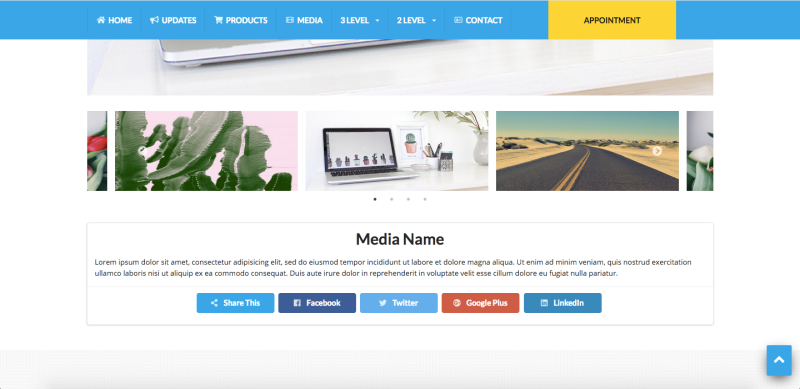 HOME UPDATES PRODUCTS MEDIA 3 LEVEL 2 LEVEL CONTACT APPOINTMENT
Media Name
Lorem ipsum dolor sit amet, consectetur adipisicing elit, sed do eiusmod tempor incididunt ut labore et dolore magna aliqua. Ut enim ad minim veniam, quis nostrud exercitation
ullamco laboris nisi ut aliquip ex ea commodo consequat. Duis aute irure dolor in reprehenderit in voluptate velit esse cillum dolore eu fugiat nulla pariatur.
Share This Facebook Twitter Google Plus LinkedIn